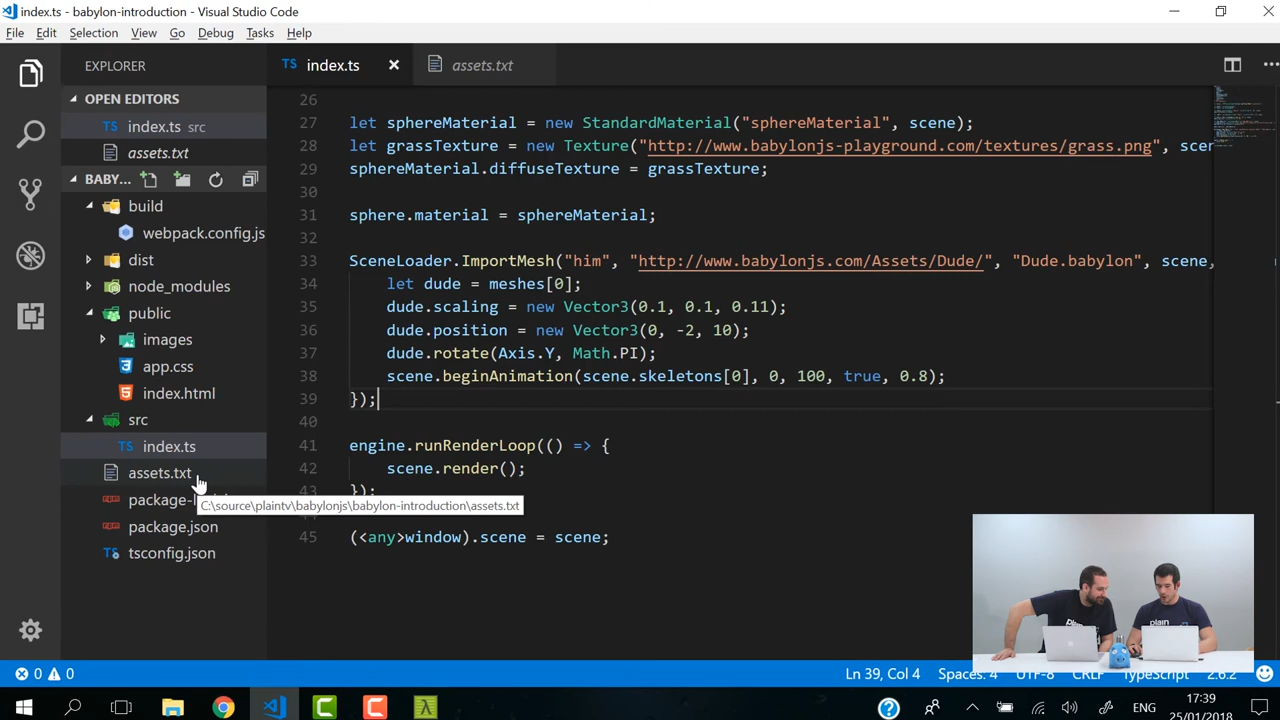 index.ts - babylon-introduction - Visual Studio Code
File Edit Selection View Go Debug Tasks Help
EXPLORER
OPEN EDITORS
TS index.ts src
assets.txt
BABY...
build
webpack.config.js
dist
node_modules
public
images
app.css
index.html
src
TS index.ts
assets.txt
package-
package.json
tsconfig.json
C:\source\plaintv\babylonjs\babylon-introduction\assets.txt
TS index.ts
assets.txt
26
27 let sphereMaterial = new StandardMaterial("sphereMaterial", scene);
28 let grassTexture = new Texture("http://www.babylonjs-playground.com/textures/grass.png", scen
29 sphereMaterial.diffuseTexture = grassTexture;
30
31 sphere.material = sphereMaterial;
32
33 SceneLoader.ImportMesh("him", "http://www.babylonjs.com/Assets/Dude/", "Dude.babylon", scene,
34 let dude = meshes[0];
35 dude.scaling = new Vector3(0.1, 0.1, 0.11);
36 dude.position = new Vector3(0, -2, 10);
37 dude.rotate(Axis.Y, Math.PI);
38 scene.beginAnimation(scene.skeletons[0], 0, 100, true, 0.8);
39 });
40
41 engine.runRenderLoop(() => {
42 scene.render();
43 });
45 (<any>window).scene = scene;
plain
plain
0 0
Ln 39, Col 4 Spaces: 4 UTF-8 CRLF TypeScript 2.6.2
ENG
17:39
25/01/2018